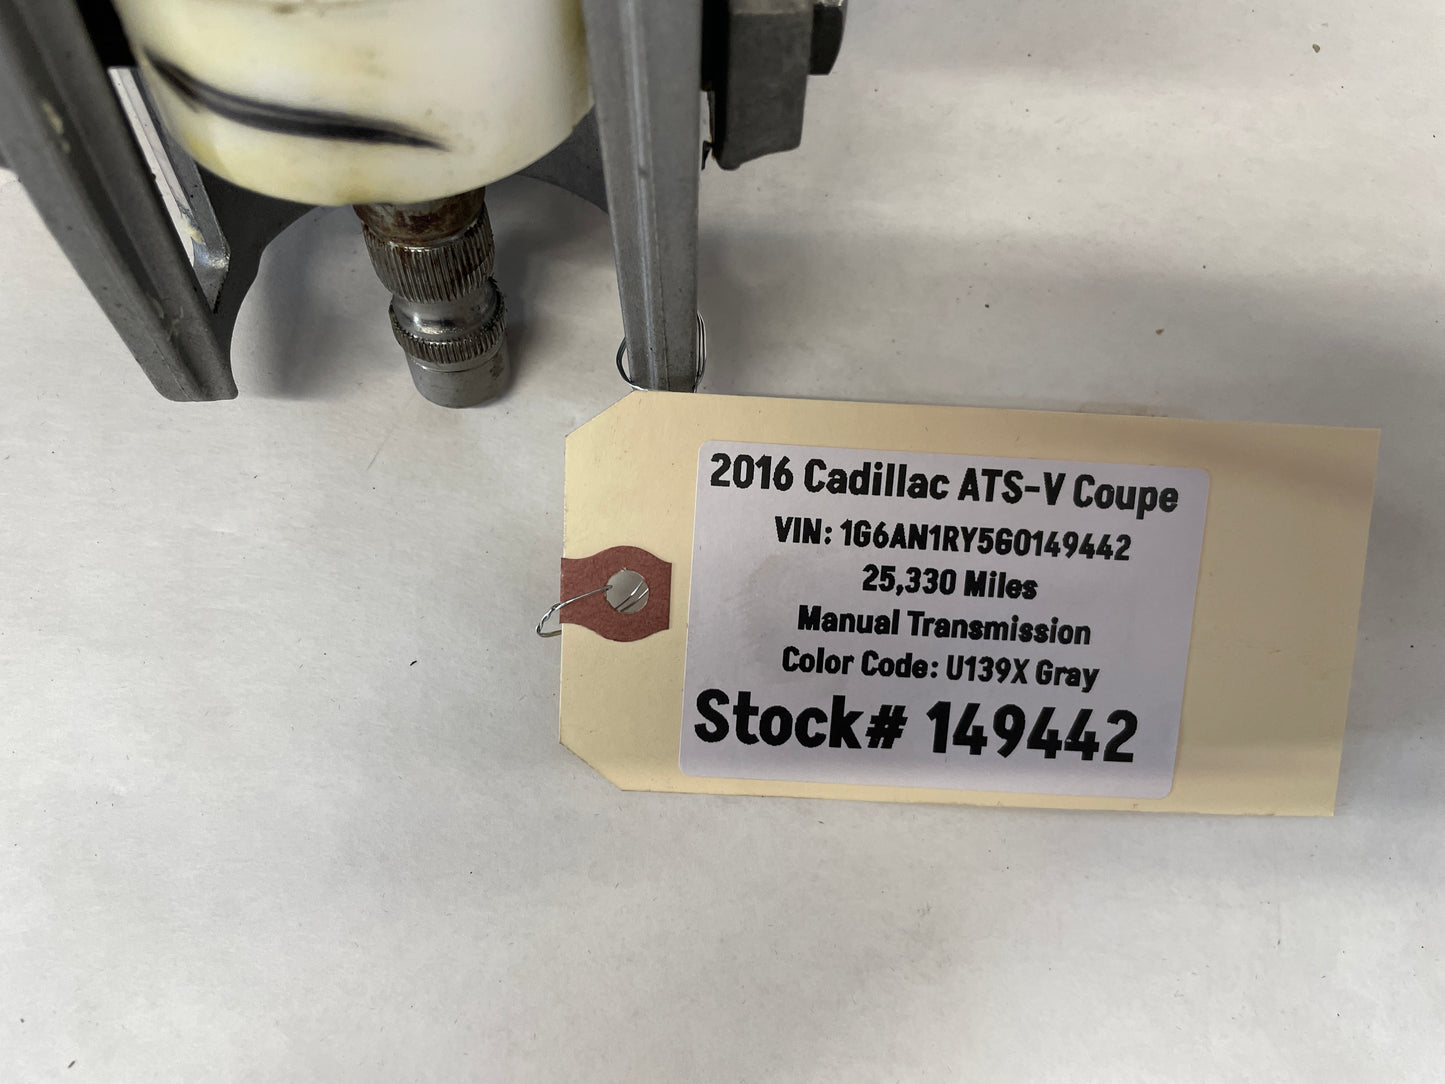 2016 Cadillac ATS-V Coupe
VIN: 1G6AN1RY5G0149442
25,330 Miles
Manual Transmission
Color Code: U139X Gray
Stock# 149442